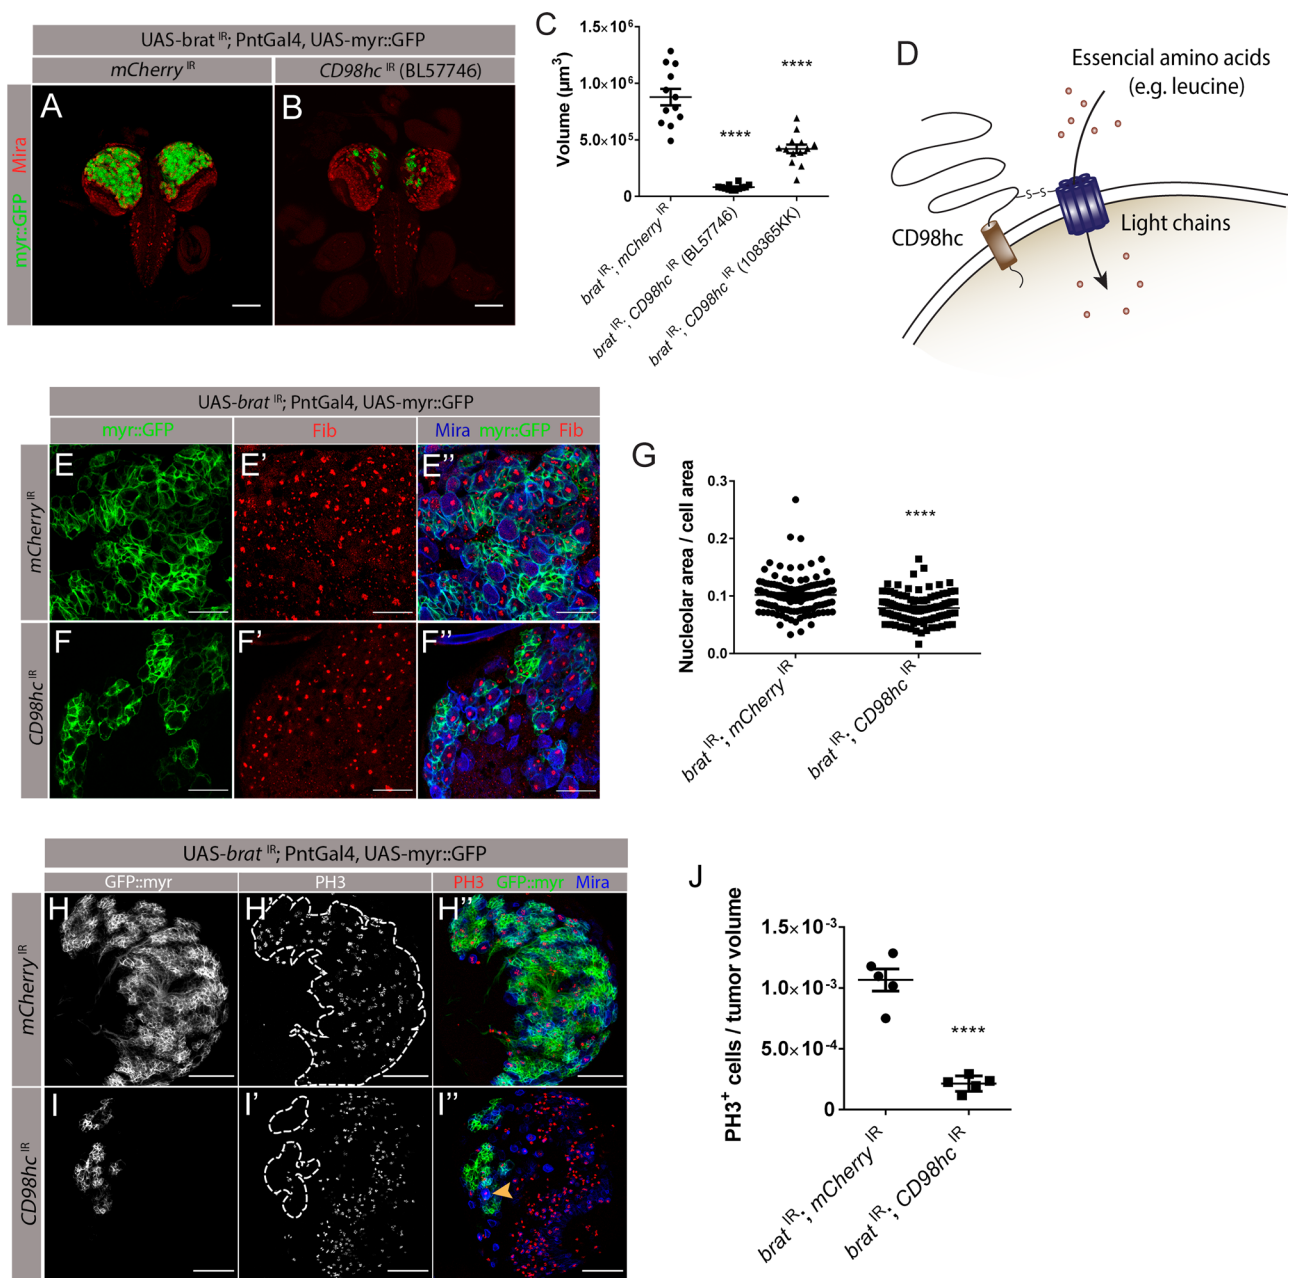 UAS-brat IR; PntGal4, UAS-myr::GFP
mCherry IR
CD98hc IR (BL57746)
myr::GFP Mira
A
B
C
Volume (µm3)
1.5×106
1.0×106
5.0×105
0
****
****
brat IR; mCherry IR
brat IR; CD98hc IR (BL57746)
brat IR; CD98hc IR (108365KK)
D
Essencial amino acids
(e.g. leucine)
S-S
CD98hc
Light chains
UAS-brat IR; PntGal4, UAS-myr::GFP
myr::GFP
Fib
Mira myr::GFP Fib
mCherry IR
E
E'
E''
CD98hc IR
F
F'
F''
G
Nucleolar area / cell area
0.3
0.2
0.1
0.0
****
brat IR; mCherry IR
brat IR; CD98hc IR
UAS-brat IR; PntGal4, UAS-myr::GFP
GFP::myr
PH3
PH3 GFP::myr Mira
mCherry IR
H
H'
H''
CD98hc IR
I
I'
I''
J
PH3+ cells / tumor volume
1.5×10-3
1.0×10-3
5.0×10-4
0
****
brat IR; mCherry IR
brat IR; CD98hc IR